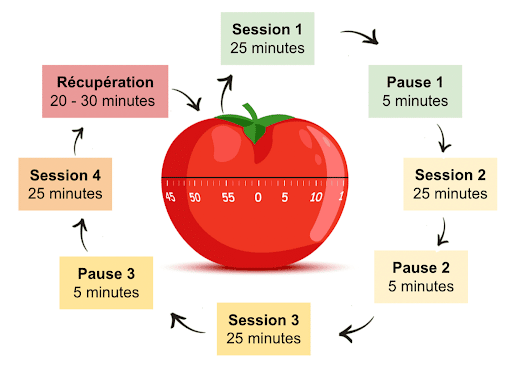 Session 1
25 minutes
Pause 1
5 minutes
Session 2
25 minutes
Pause 2
5 minutes
Session 3
25 minutes
Pause 3
5 minutes
Session 4
25 minutes
Récupération
20 - 30 minutes
45 50 55 0 5 10 1